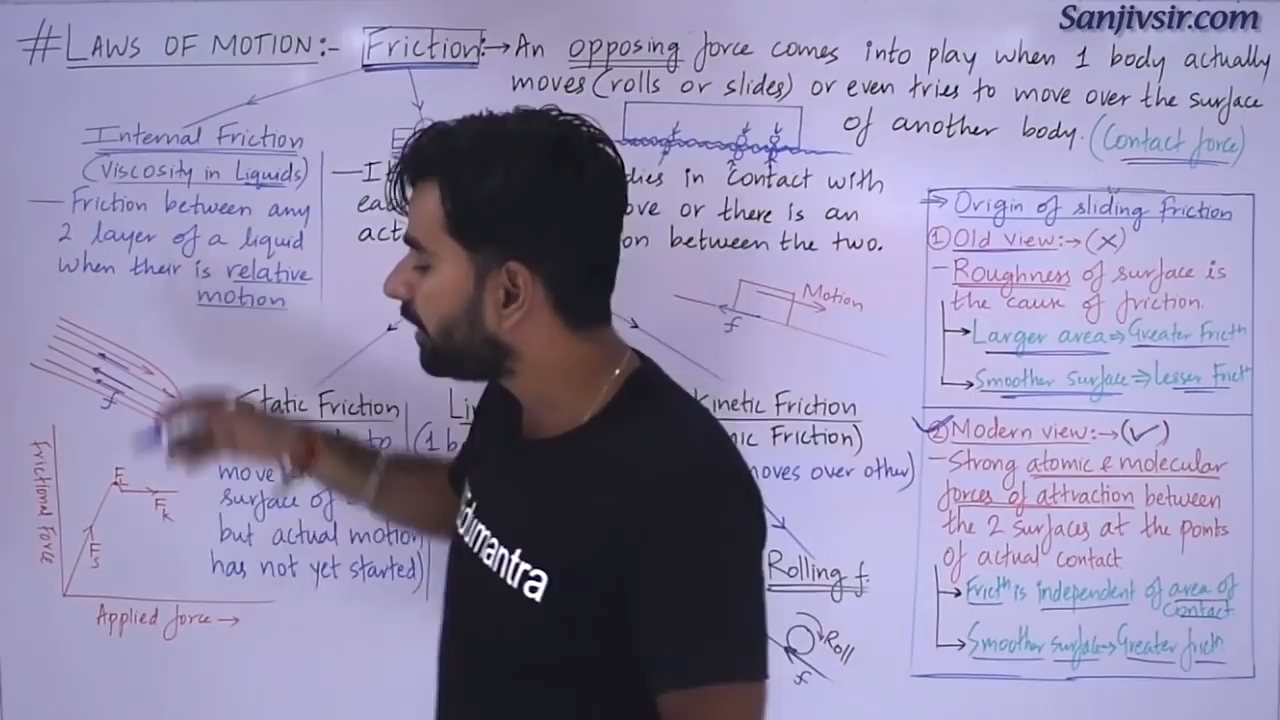 Sanjivsir.com
#LAWS OF MOTION:- Friction:→An opposing force comes into play when 1 body actually
moves(rolls or slides) or even tries to move over the surface
of another body. (Contact force)
Internal Friction
(Viscosity in Liquids)
— Friction between any
2 layer of a liquid
when their is relative
motion
in contact with
or there is an
between the two.
Motion
f
f
Static Friction
move
surface of
but actual motion
has not yet started)
(1
Kinetic Friction
Friction)
moves over other)
Rolling f.
Roll
f
Frictional Force
FL
FK
FS
Applied force →
→ Origin of sliding friction
① Old view:→(×)
– Roughness of surface is
the cause of friction.
→ Larger area⇒Greater Frictn
→ Smoother surface⇒Lesser Frictn
② Modern view:→(✓)
– Strong atomic & molecular
forces of attraction between
the 2 surfaces at the points
of actual contact
→ Frictn is independent of area of
contact
→ Smoother surface→Greater frictn.
dumantra